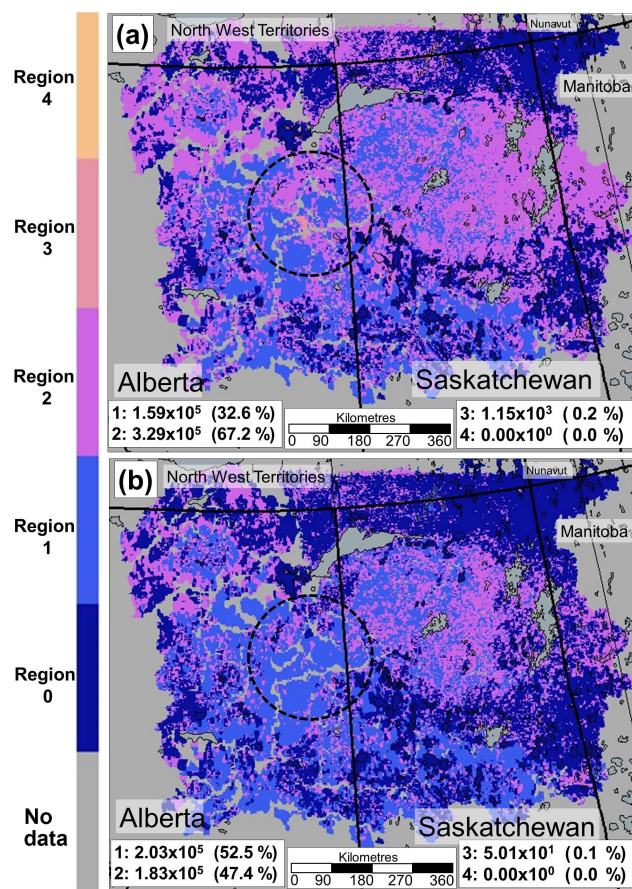 Region
4
Region
3
Region
2
Region
1
Region
0
No
data
(a)
North West Territories
Nunavut
Manitoba
Alberta
Saskatchewan
1: 1.59x10⁵ (32.6 %)
2: 3.29x10⁵ (67.2 %)
Kilometres
0 90 180 270 360
3: 1.15x10³ ( 0.2 %)
4: 0.00x10⁰ ( 0.0 %)
(b)
North West Territories
Nunavut
Manitoba
Alberta
Saskatchewan
1: 2.03x10⁵ (52.5 %)
2: 1.83x10⁵ (47.4 %)
Kilometres
0 90 180 270 360
3: 5.01x10¹ ( 0.1 %)
4: 0.00x10⁰ ( 0.0 %)